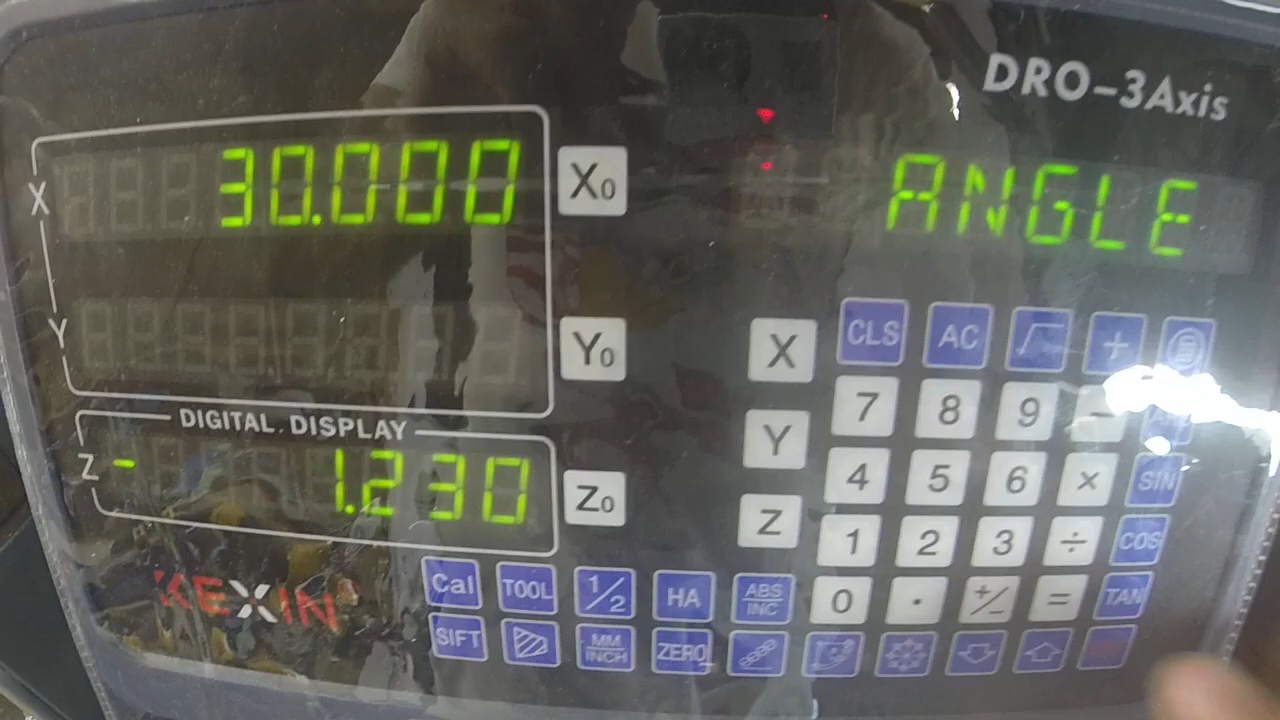 DRO-3Axis
X 30.000 X0
ANGLE
Y Y0
X CLS AC √ +
7 8 9 −
DIGITAL DISPLAY
Z - 1.230 Z0
Y 4 5 6 × SIN
Z 1 2 3 ÷ COS
KEXIN
Cal TOOL 1/2 HA ABS/INC 0 . +/− = TAN
SIFT MM/INCH ZERO